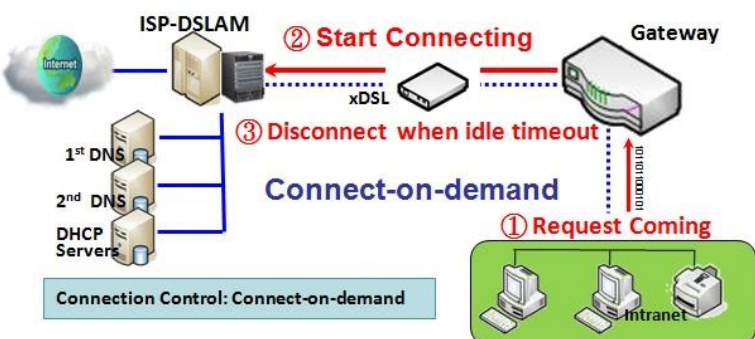 ISP-DSLAM
② Start Connecting
Gateway
Internet
xDSL
③ Disconnect when idle timeout
1st DNS
2nd DNS
DHCP
Servers
Connect-on-demand
101101000101
① Request Coming
Intranet
Connection Control: Connect-on-demand